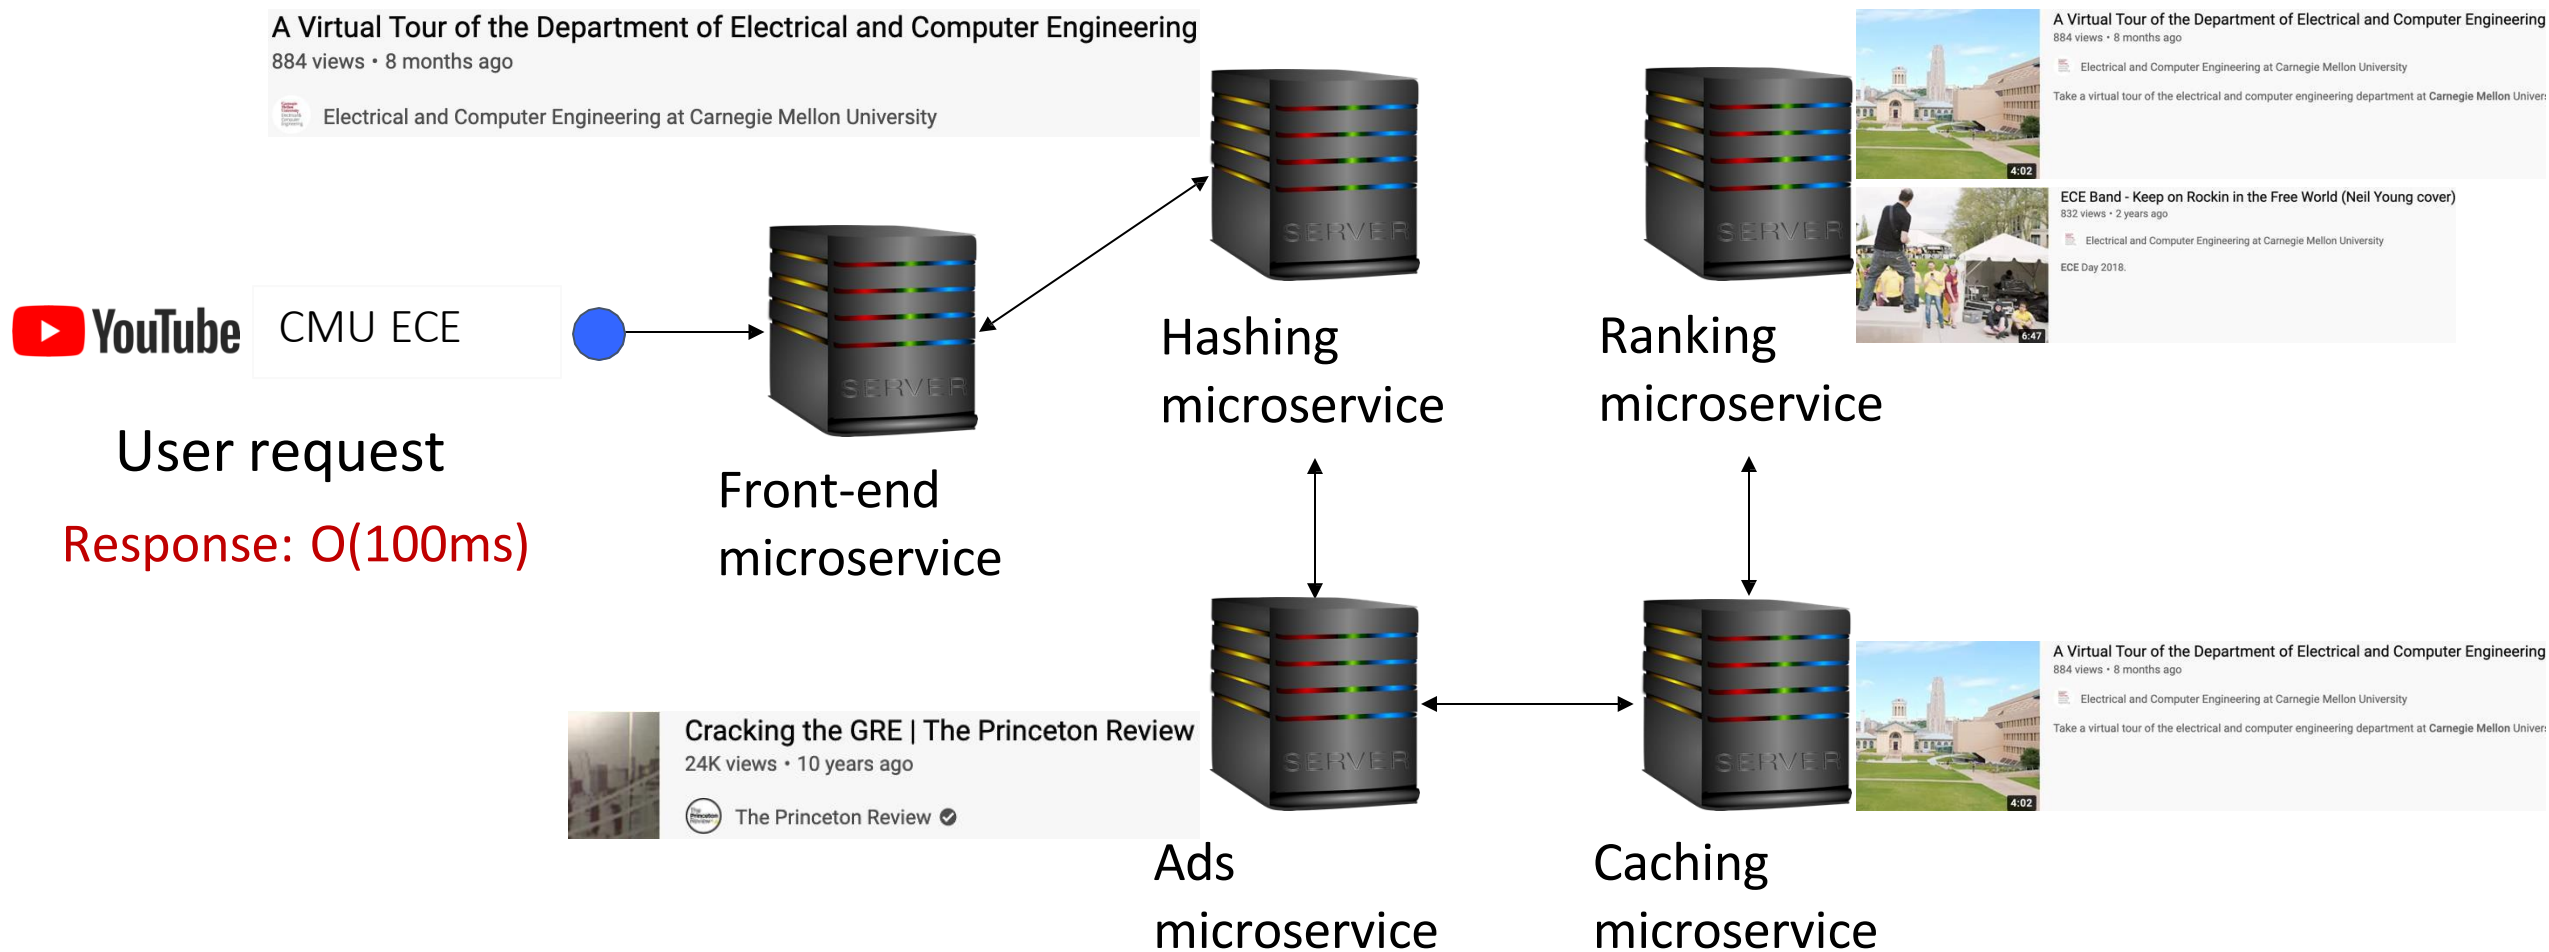 A Virtual Tour of the Department of Electrical and Computer Engineering
884 views • 8 months ago
Electrical and Computer Engineering at Carnegie Mellon University
YouTube
CMU ECE
User request
Response: O(100ms)
SERVER
Front-end
microservice
SERVER
Hashing
microservice
SERVER
Ranking
microservice
A Virtual Tour of the Department of Electrical and Computer Engineering
884 views • 8 months ago
Electrical and Computer Engineering at Carnegie Mellon University
Take a virtual tour of the electrical and computer engineering department at Carnegie Mellon
4:02
ECE Band - Keep on Rockin in the Free World (Neil Young cover)
832 views • 2 years ago
Electrical and Computer Engineering at Carnegie Mellon University
ECE Day 2018.
6:47
Cracking the GRE | The Princeton Review
24K views • 10 years ago
The Princeton Review
The Princeton Review
SERVER
Ads
microservice
SERVER
Caching
microservice
A Virtual Tour of the Department of Electrical and Computer Engineering
884 views • 8 months ago
Electrical and Computer Engineering at Carnegie Mellon University
Take a virtual tour of the electrical and computer engineering department at Carnegie Mellon
4:02